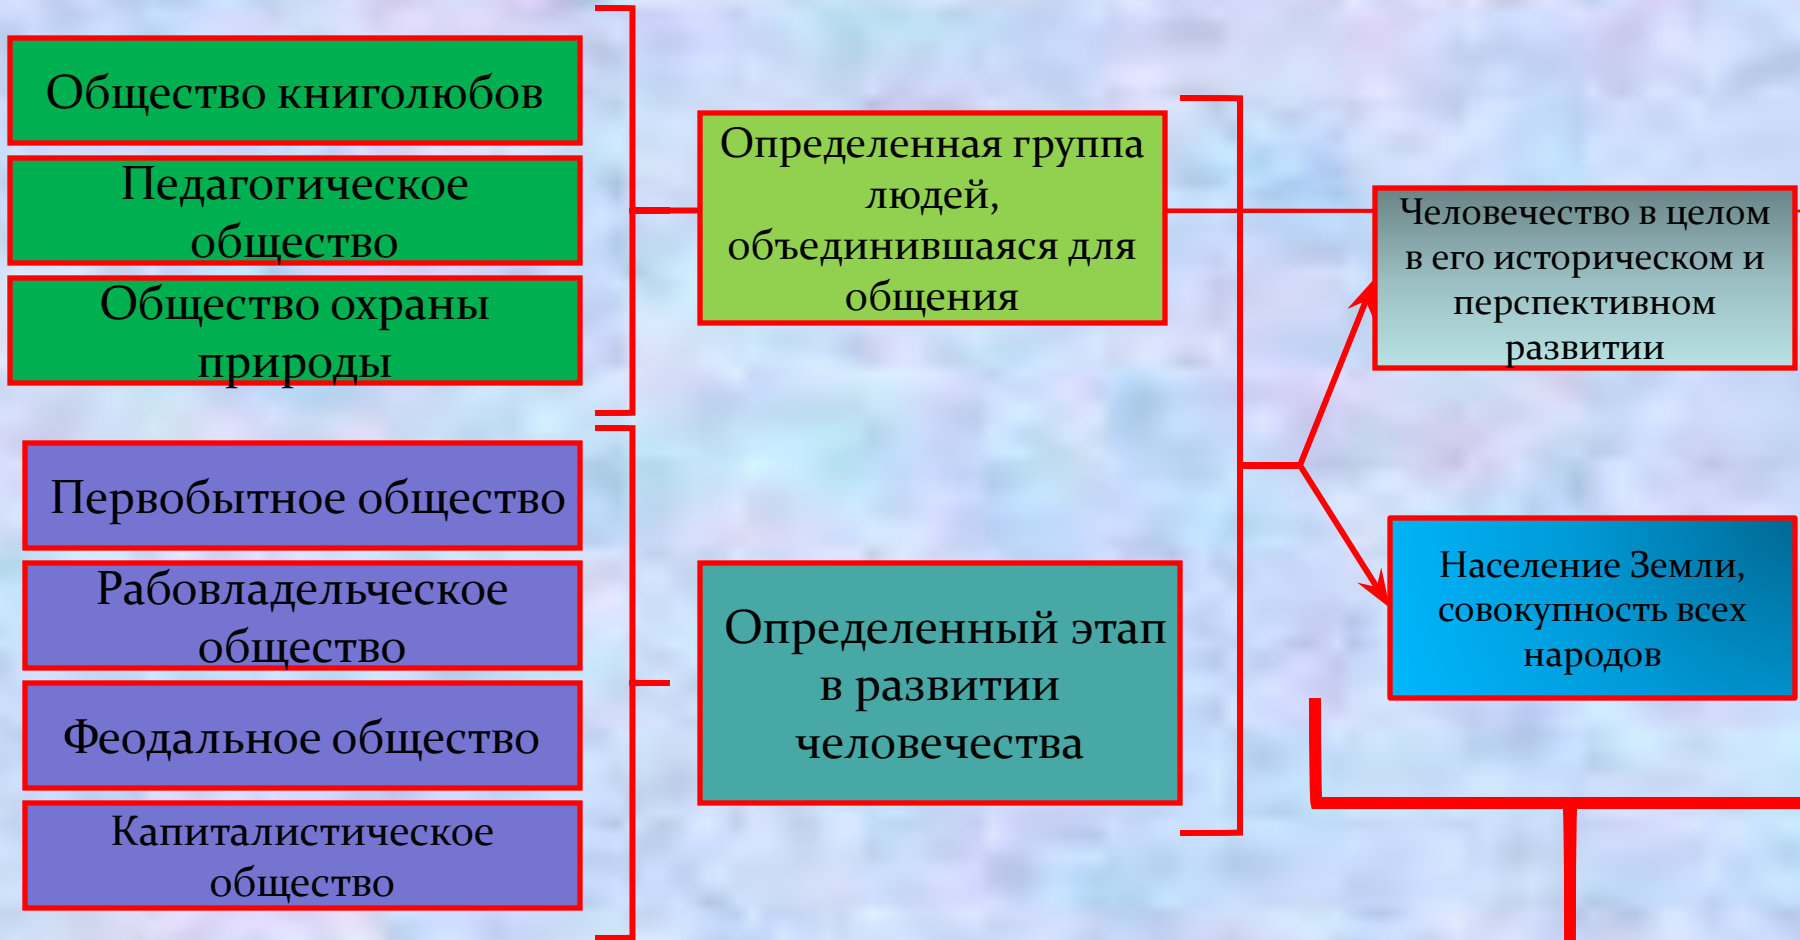 Общество книголюбов
Педагогическое
общество
Общество охраны
природы
Первобытное общество
Рабовладельческое
общество
Феодальное общество
Капиталистическое
общество
Определенная группа
людей,
объединившаяся для
общения
Определенный этап
в развитии
человечества
Человечество в целом
в его историческом и
перспективном
развитии
Население Земли,
совокупность всех
народов